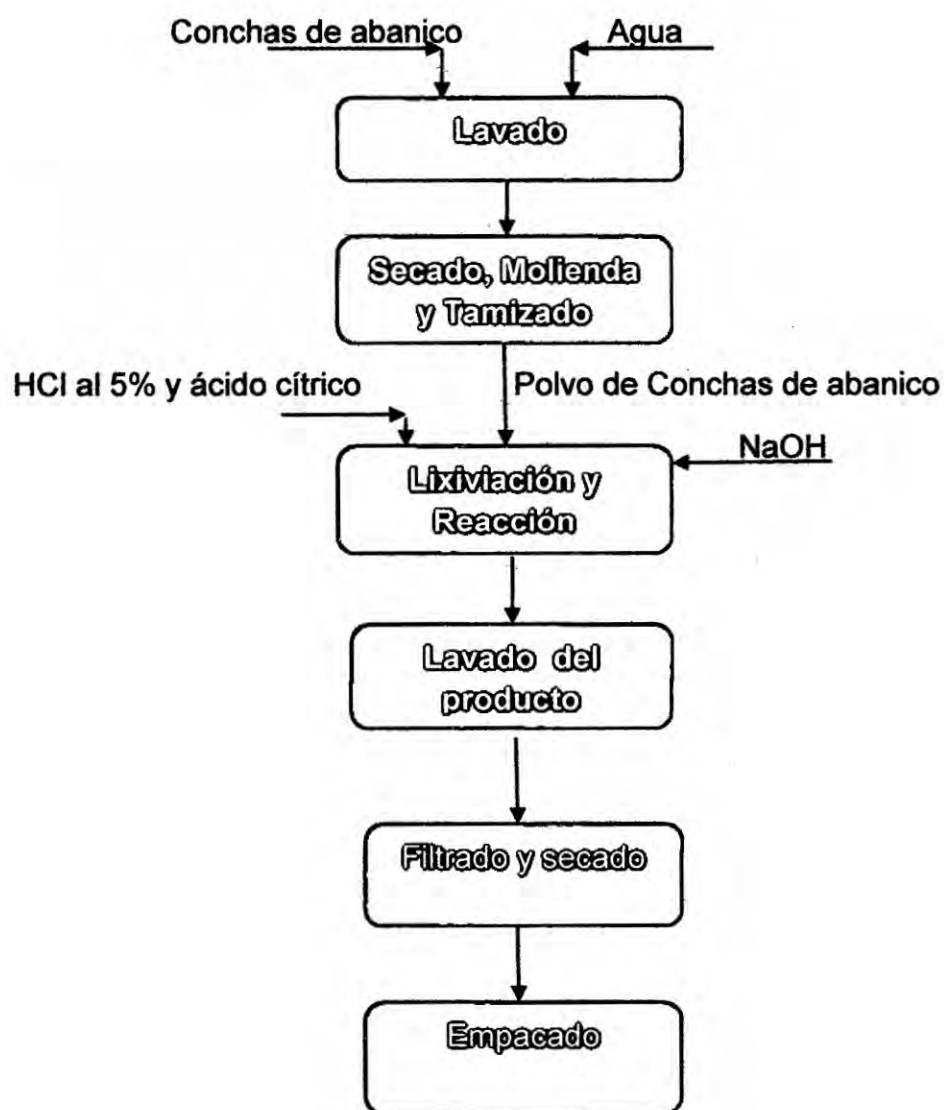 Conchas de abanico
Agua
Lavado
Secado, Molienda
y Tamizado
HCl al 5% y ácido cítrico
Polvo de Conchas de abanico
NaOH
Lixiviación y
Reacción
Lavado del
producto
Filtrado y secado
Empacado